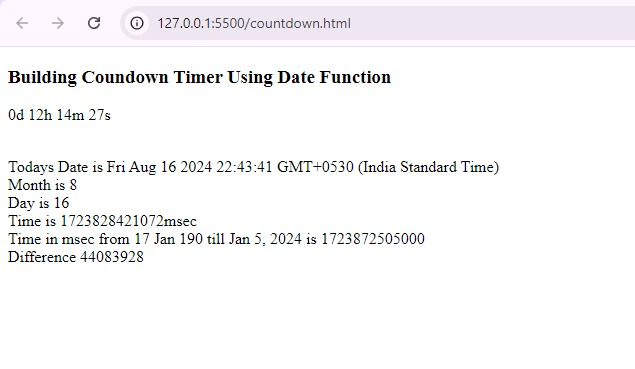 127.0.0.1:5500/countdown.html
Building Coundown Timer Using Date Function
0d 12h 14m 27s
Todays Date is Fri Aug 16 2024 22:43:41 GMT+0530 (India Standard Time)
Month is 8
Day is 16
Time is 1723828421072msec
Time in msec from 17 Jan 190 till Jan 5, 2024 is 1723872505000
Difference 44083928